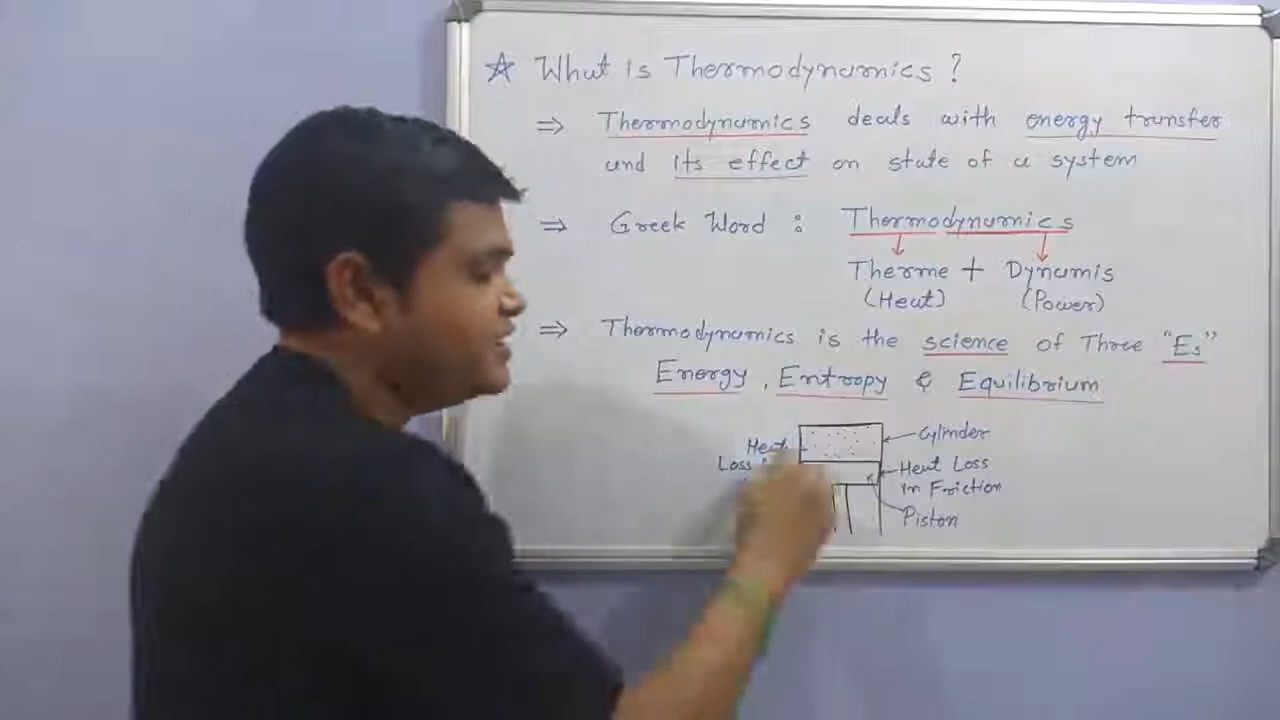 ☆ What is Thermodynamics ?
⇒ Thermodynamics deals with energy transfer
and its effect on state of a system
⇒ Greek Word : Thermodynamics
Therme + Dynamis
(Heat) (Power)
⇒ Thermodynamics is the science of Three "Es"
Energy, Entropy & Equilibrium
Cylinder
Heat
Loss
Heat Loss
in Friction
Piston